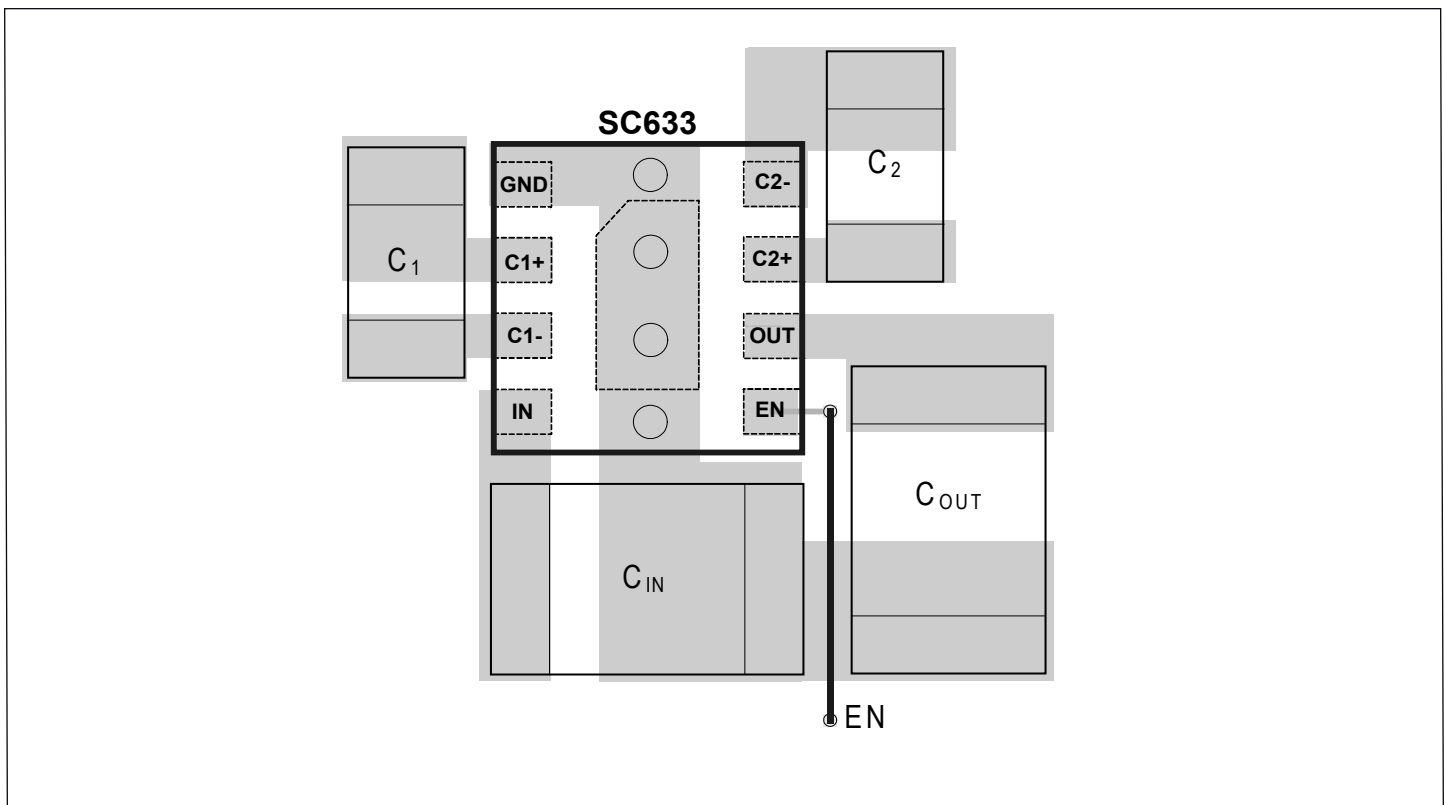 SC633
C2
GND
C2-
C1
C1+
C2+
C1-
OUT
IN
EN
COUT
CIN
EN